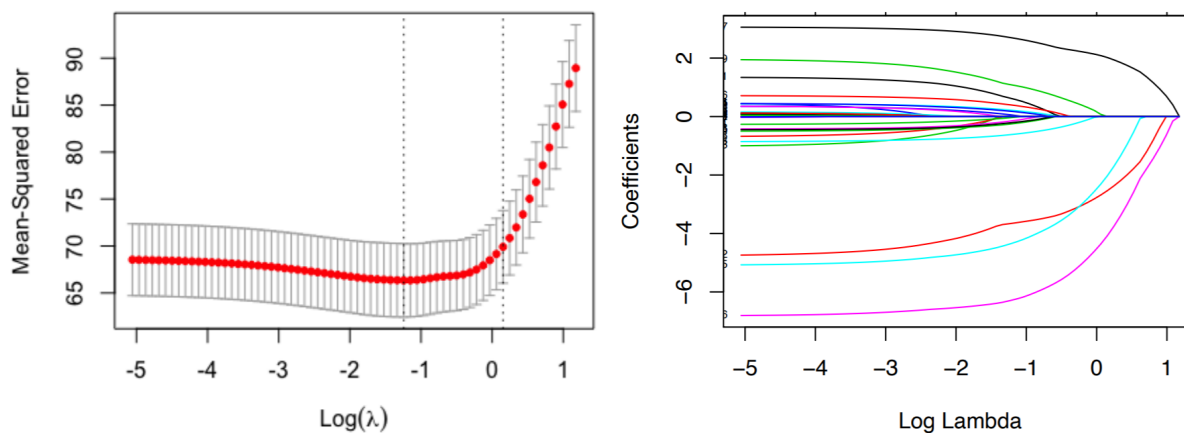 Mean-Squared Error
90
85
80
75
70
65
-5 -4 -3 -2 -1 0 1
Log(λ)
Coefficients
2
0
−2
−4
−6
−5 −4 −3 −2 −1 0 1
Log Lambda